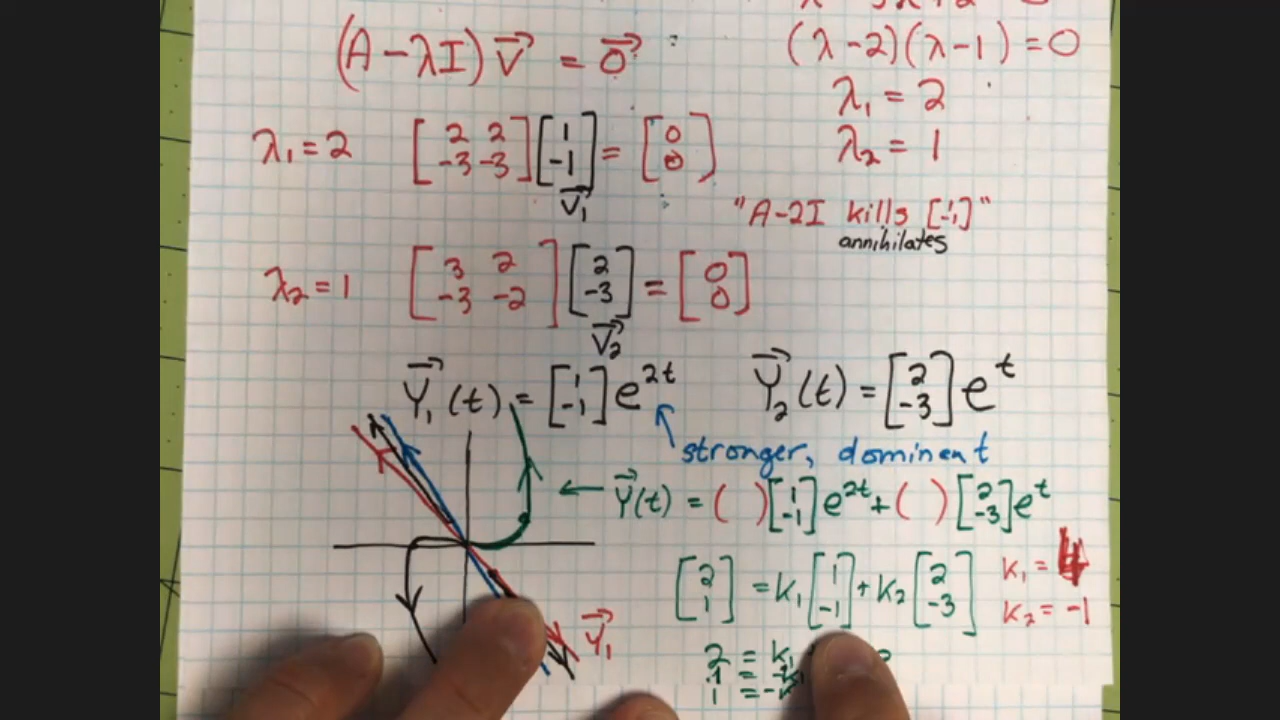 (λ-2)(λ-1) = 0
(A-λI) V⃗ = 0⃗
λ₁ = 2
λ₂ = 1
λ₁=2 [2 2; -3 -3] [1; -1] = [0; 0]
V⃗₁
"A-2I kills [1; -1]"
annihilates
λ₂=1 [3 2; -3 -2] [2; -3] = [0; 0]
V⃗₂
Y⃗₁(t) = [1; -1] e^{2t} Y⃗₂(t) = [2; -3] e^t
stronger, dominant
Y⃗(t) = ( ) [1; -1] e^{2t} + ( ) [2; -3] e^t
[2; 1] = k₁ [1; -1] + k₂ [2; -3]
k₁ = 4
k₂ = -1
Y⃗₁
2 = k₁